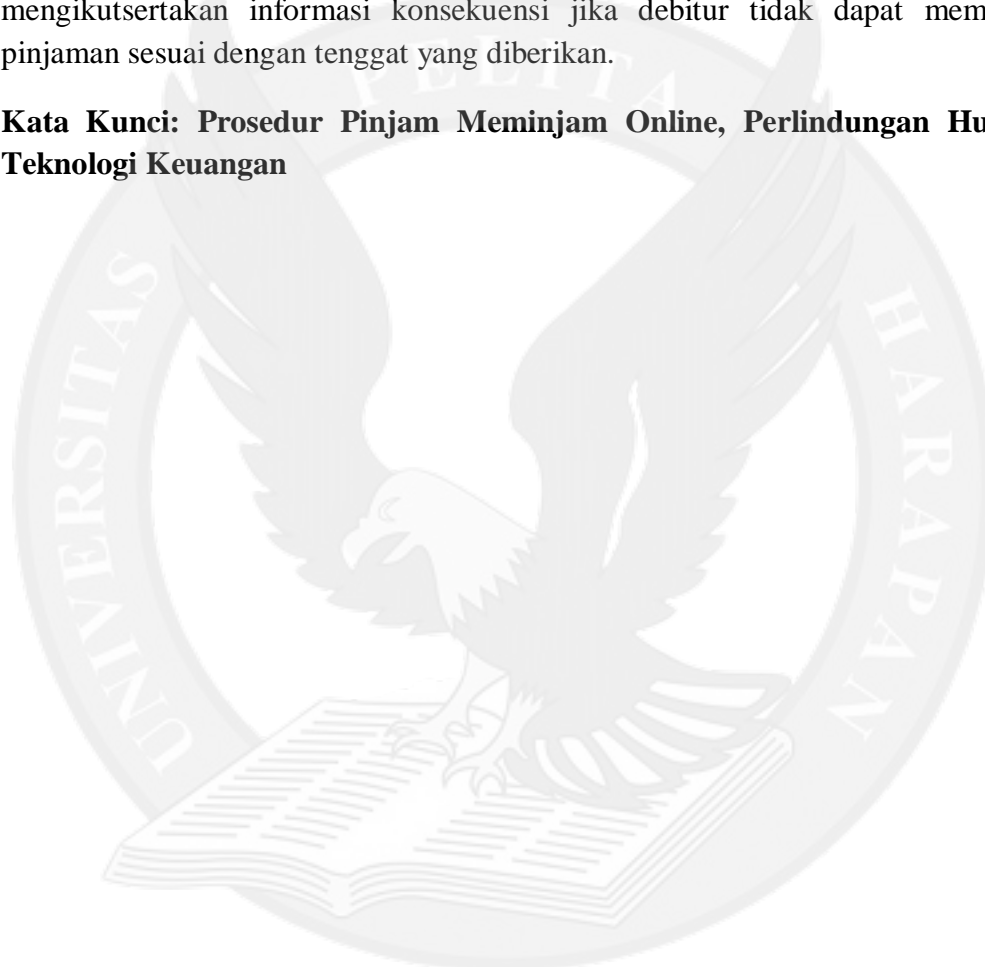 mengikutsertakan informasi konsekuensi jika debitur tidak dapat mem
pinjaman sesuai dengan tenggat yang diberikan.
Kata Kunci: Prosedur Pinjam Meminjam Online, Perlindungan Hu
Teknologi Keuangan
UNIVERSITAS PELITA HARAPAN